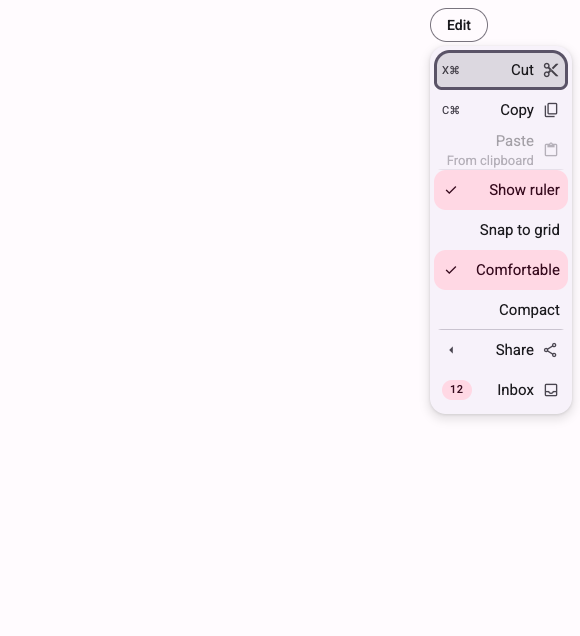 Edit
Cut X⌘
Copy C⌘
Paste
From clipboard
Show ruler
Snap to grid
Comfortable
Compact
Share
Inbox 12